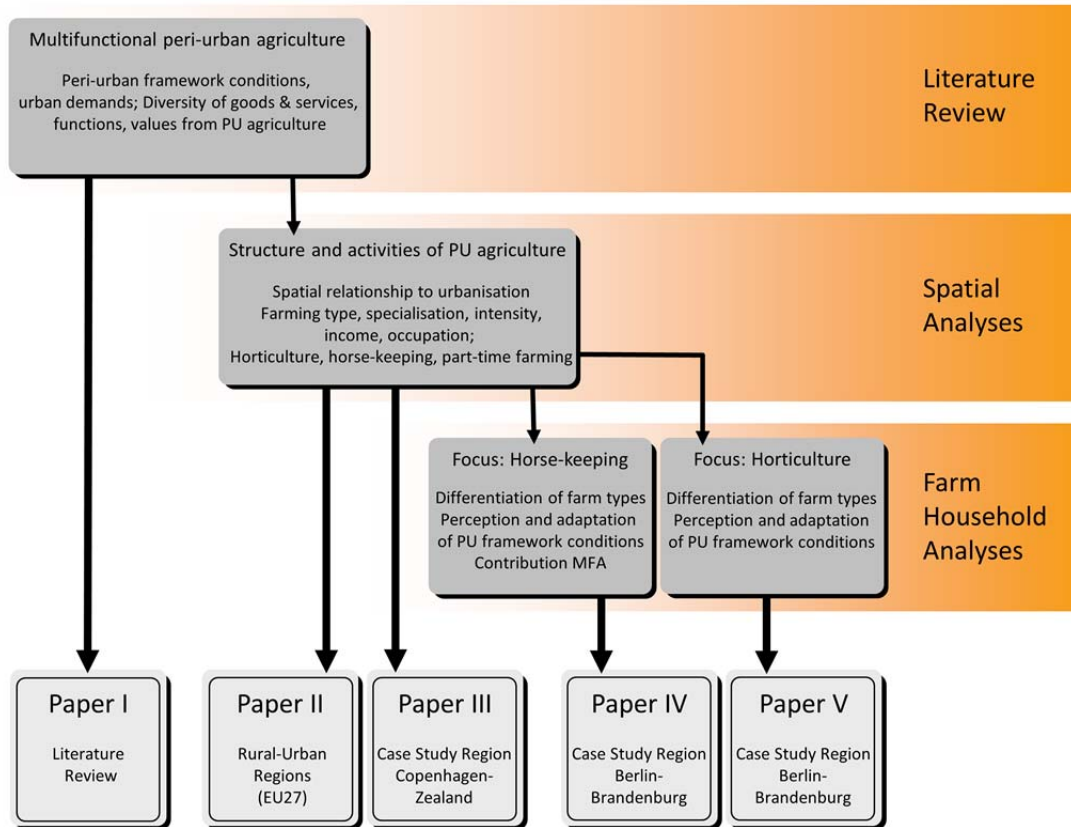 Multifunctional peri-urban agriculture
Peri-urban framework conditions,
urban demands; Diversity of goods & services,
functions, values from PU agriculture
Literature
Review
Structure and activities of PU agriculture
Spatial relationship to urbanisation
Farming type, specialisation, intensity,
income, occupation;
Horticulture, horse-keeping, part-time farming
Spatial
Analyses
Focus: Horse-keeping
Differentiation of farm types
Perception and adaptation
of PU framework conditions
Contribution MFA
Focus: Horticulture
Differentiation of farm types
Perception and adaptation
of PU framework conditions
Farm
Household
Analyses
Paper I
Literature
Review
Paper II
Rural-Urban
Regions
(EU27)
Paper III
Case Study Region
Copenhagen-
Zealand
Paper IV
Case Study Region
Berlin-
Brandenburg
Paper V
Case Study Region
Berlin-
Brandenburg